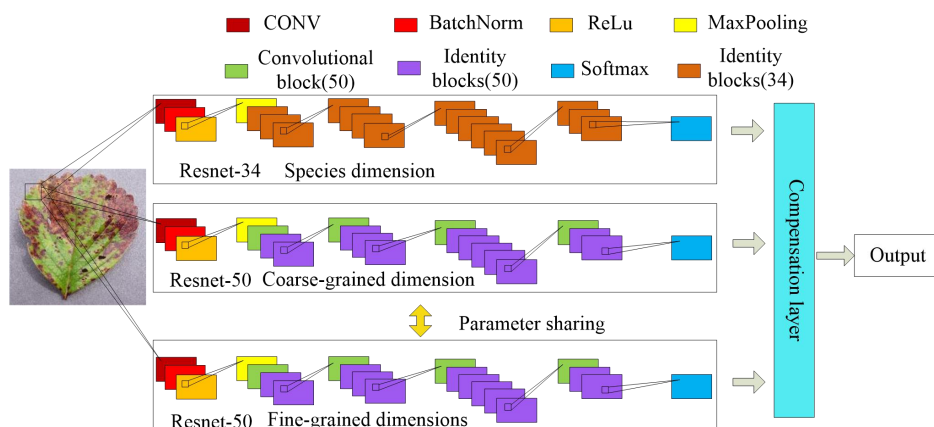 CONV
BatchNorm
ReLu
MaxPooling
Convolutional
block(50)
Identity
blocks(50)
Softmax
Identity
blocks(34)
Resnet-34 Species dimension
Resnet-50 Coarse-grained dimension
Parameter sharing
Resnet-50 Fine-grained dimensions
Compensation layer
Output